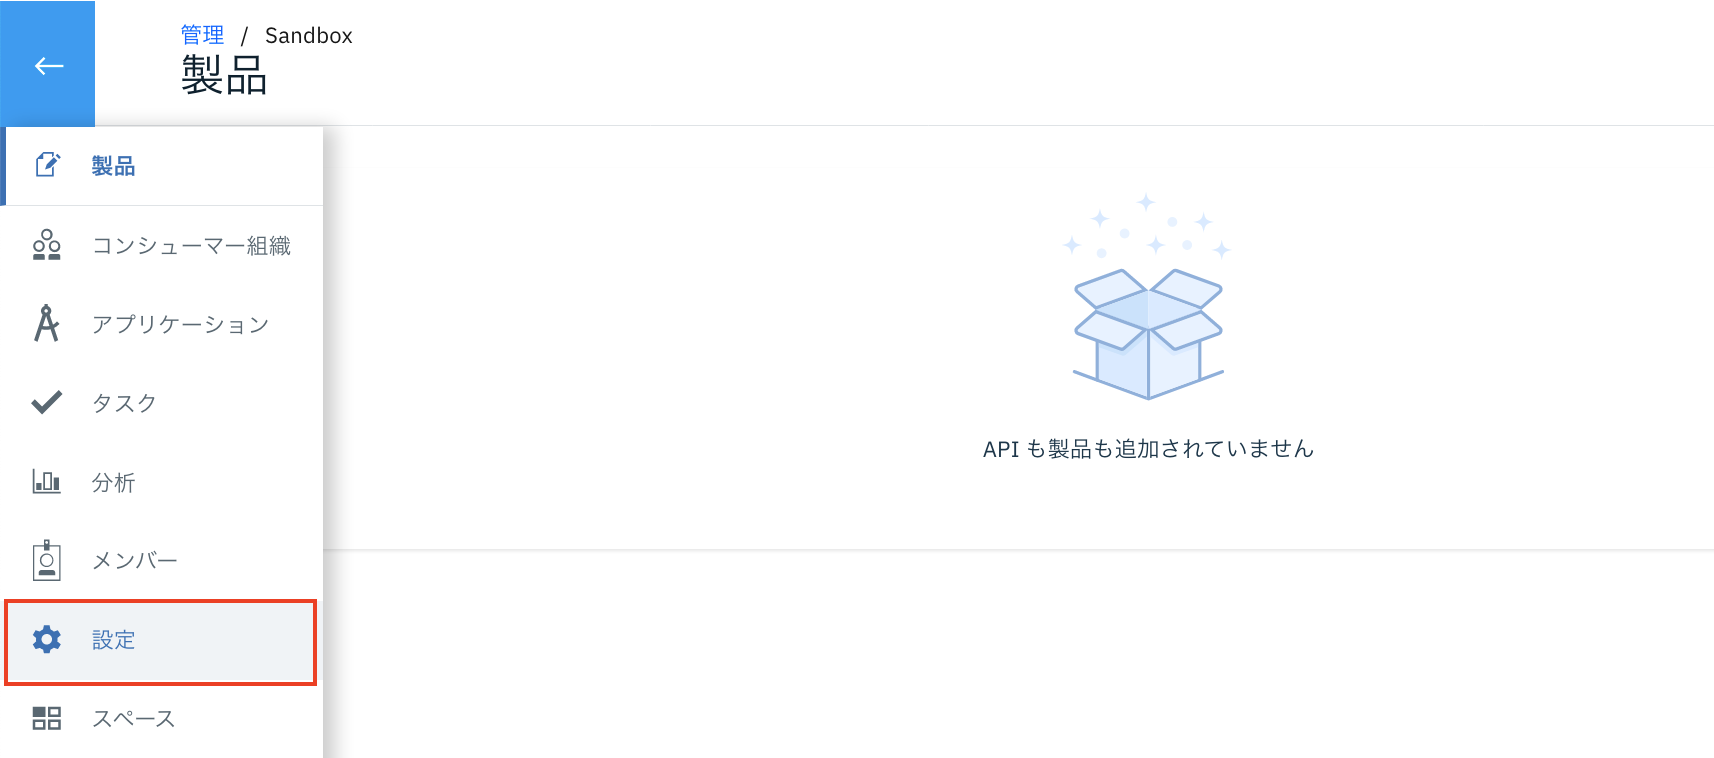 管理 / Sandbox
製品
製品
コンシューマー組織
アプリケーション
タスク
分析
メンバー
設定
スペース
API も製品も追加されていません